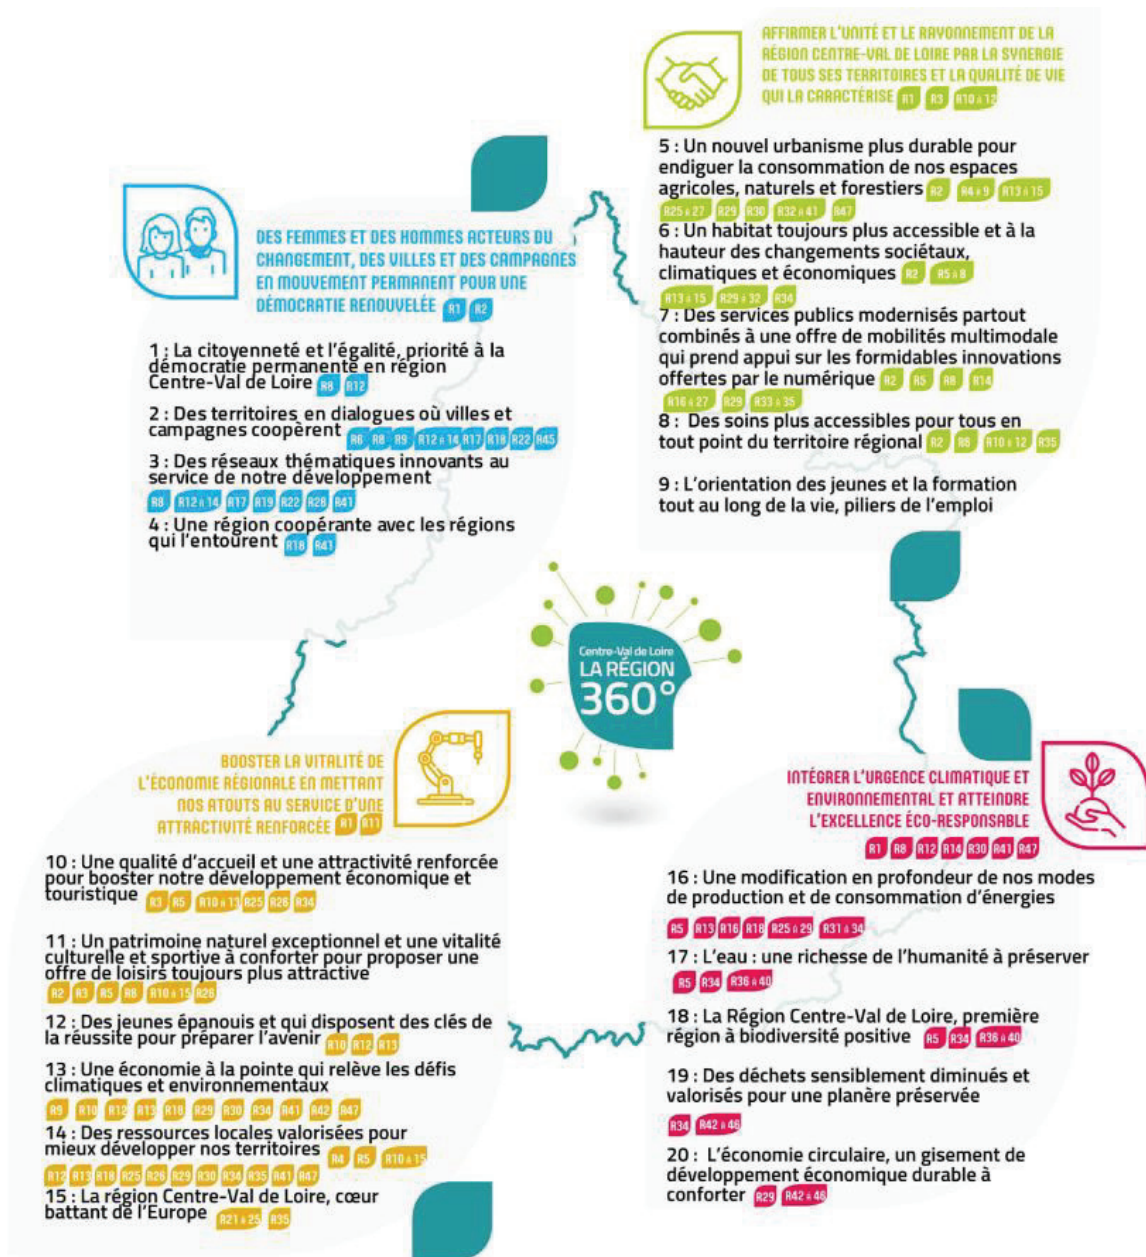 DES FEMMES ET DES HOMMES ACTEURS DU
CHANGEMENT, DES VILLES ET DES CAMPAGNES
EN MOUVEMENT PERMANENT POUR UNE
DÉMOCRATIE RENOUVELÉE R1 R2
1 : La citoyenneté et l'égalité, priorité à la
démocratie permanente en région
Centre-Val de Loire R8 R12
2 : Des territoires en dialogues où villes et
campagnes coopèrent R6 R8 R9 R12 à 14 R17 R18 R22 R45
3 : Des réseaux thématiques innovants au
service de notre développement
R8 R12 à 14 R17 R19 R22 R28 R41
4 : Une région coopérante avec les régions
qui l'entourent R18 R41
AFFIRMER L'UNITÉ ET LE RAYONNEMENT DE LA
RÉGION CENTRE-VAL DE LOIRE PAR LA SYNERGIE
DE TOUS SES TERRITOIRES ET LA QUALITÉ DE VIE
QUI LA CARACTÉRISE R1 R3 R10 à 12
5 : Un nouvel urbanisme plus durable pour
endiguer la consommation de nos espaces
agricoles, naturels et forestiers R2 R4 à 9 R13 à 15
R25 à 27 R29 R30 R32 à 41 R47
6 : Un habitat toujours plus accessible et à la
hauteur des changements sociétaux,
climatiques et économiques R2 R5 à 8
R13 à 15 R29 à 32 R34
7 : Des services publics modernisés partout
combinés à une offre de mobilités multimodale
qui prend appui sur les formidables innovations
offertes par le numérique R2 R5 R8 R14
R16 à 27 R29 R33 à 35
8 : Des soins plus accessibles pour tous en
tout point du territoire régional R2 R8 R10 à 12 R35
9 : L'orientation des jeunes et la formation
tout au long de la vie, piliers de l'emploi
Centre-Val de Loire
LA RÉGION
360°
BOOSTER LA VITALITÉ DE
L'ÉCONOMIE RÉGIONALE EN METTANT
NOS ATOUTS AU SERVICE D'UNE
ATTRACTIVITÉ RENFORCÉE R1 R11
10 : Une qualité d'accueil et une attractivité renforcée
pour booster notre développement économique et
touristique R3 R5 R10 à 13 R25 R26 R34
11 : Un patrimoine naturel exceptionnel et une vitalité
culturelle et sportive à conforter pour proposer une
offre de loisirs toujours plus attractive
R2 R3 R5 R8 R10 à 15 R28
12 : Des jeunes épanouis et qui disposent des clés de
la réussite pour préparer l'avenir R10 R12 R13
13 : Une économie à la pointe qui relève les défis
climatiques et environnementaux
R9 R10 R12 R13 R18 R29 R30 R34 R41 R42 R47
14 : Des ressources locales valorisées pour
mieux développer nos territoires R4 R5 R10 à 15
R12 R13 R18 R25 R26 R29 R30 R34 R35 R41 R47
15 : La région Centre-Val de Loire, cœur
battant de l'Europe R21 à 25 R35
INTÉGRER L'URGENCE CLIMATIQUE ET
ENVIRONNEMENTAL ET ATTEINDRE
L'EXCELLENCE ÉCO-RESPONSABLE
R1 R8 R12 R14 R30 R41 R47
16 : Une modification en profondeur de nos modes
de production et de consommation d'énergies
R5 R13 R16 R18 R25 à 29 R31 à 34
17 : L'eau : une richesse de l'humanité à préserver
R5 R34 R36 à 40
18 : La Région Centre-Val de Loire, première
région à biodiversité positive R5 R34 R36 à 40
19 : Des déchets sensiblement diminués et
valorisés pour une planère préservée
R34 R42 à 46
20 : L'économie circulaire, un gisement de
développement économique durable à
conforter R29 R42 à 46